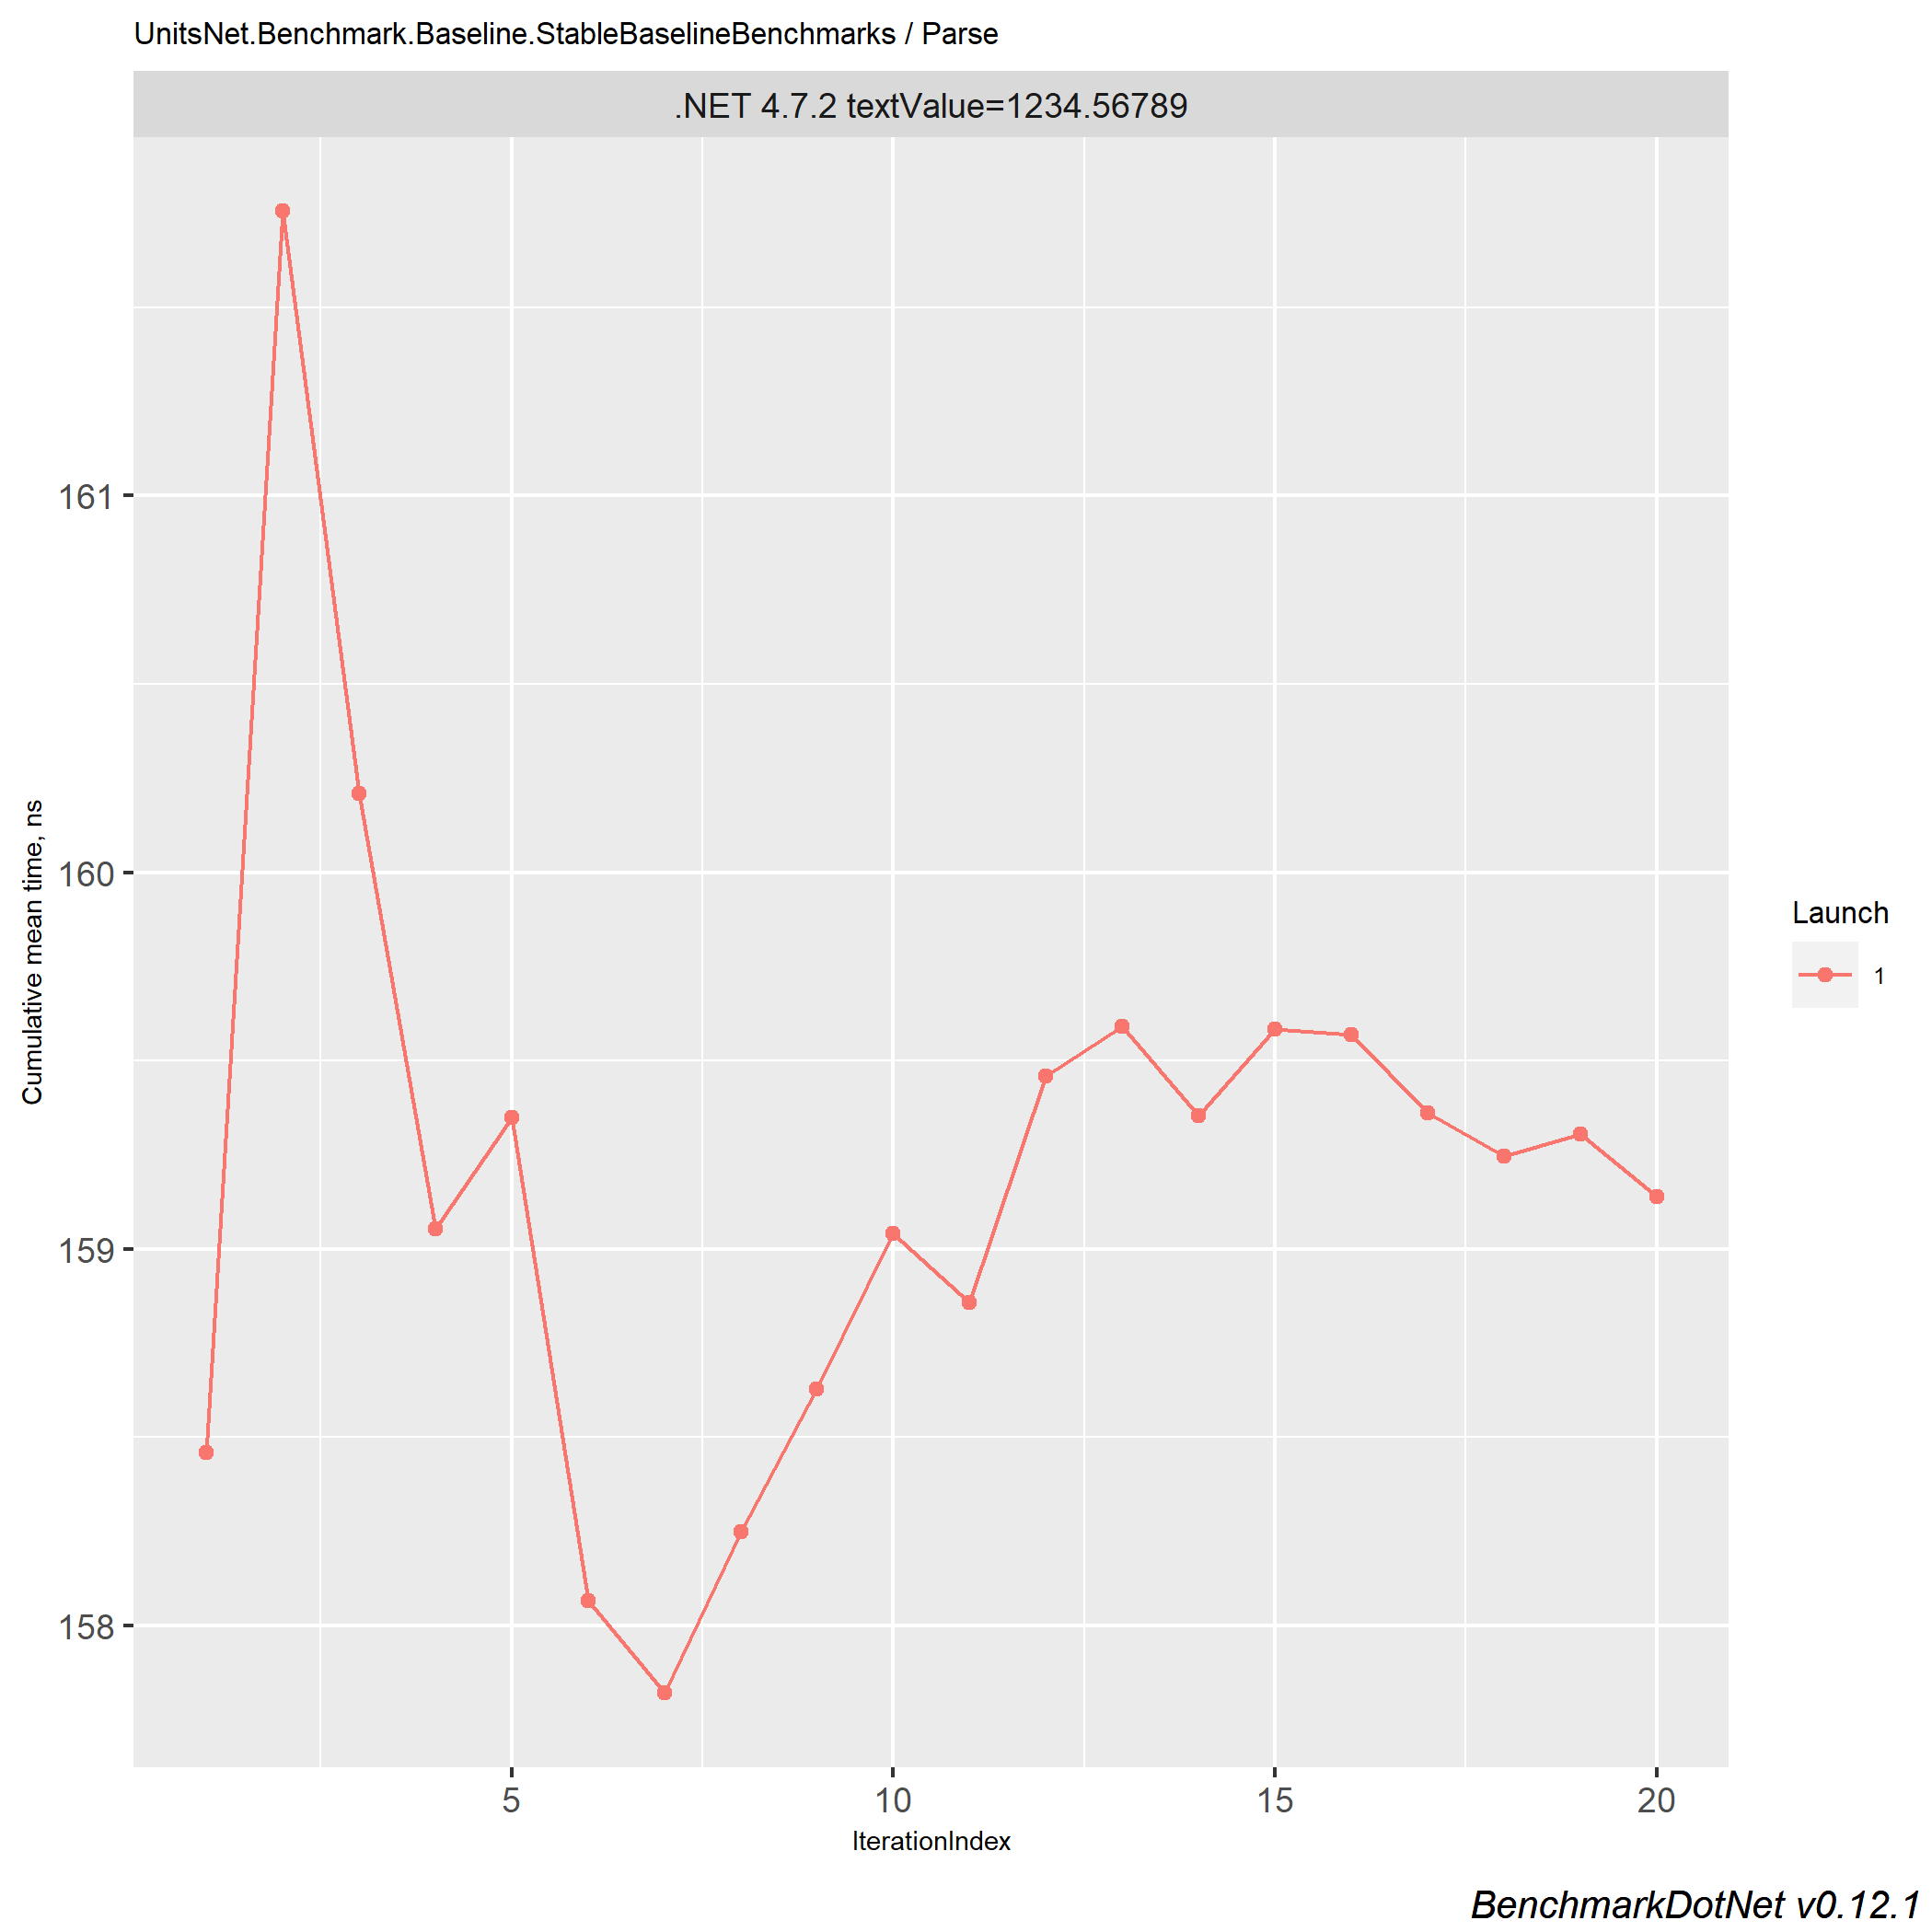 UnitsNet.Benchmark.Baseline.StableBaselineBenchmarks / Parse
.NET 4.7.2 textValue=1234.56789
Cumulative mean time, ns
161
160
159
158
5
10
15
20
IterationIndex
Launch
1
BenchmarkDotNet v0.12.1